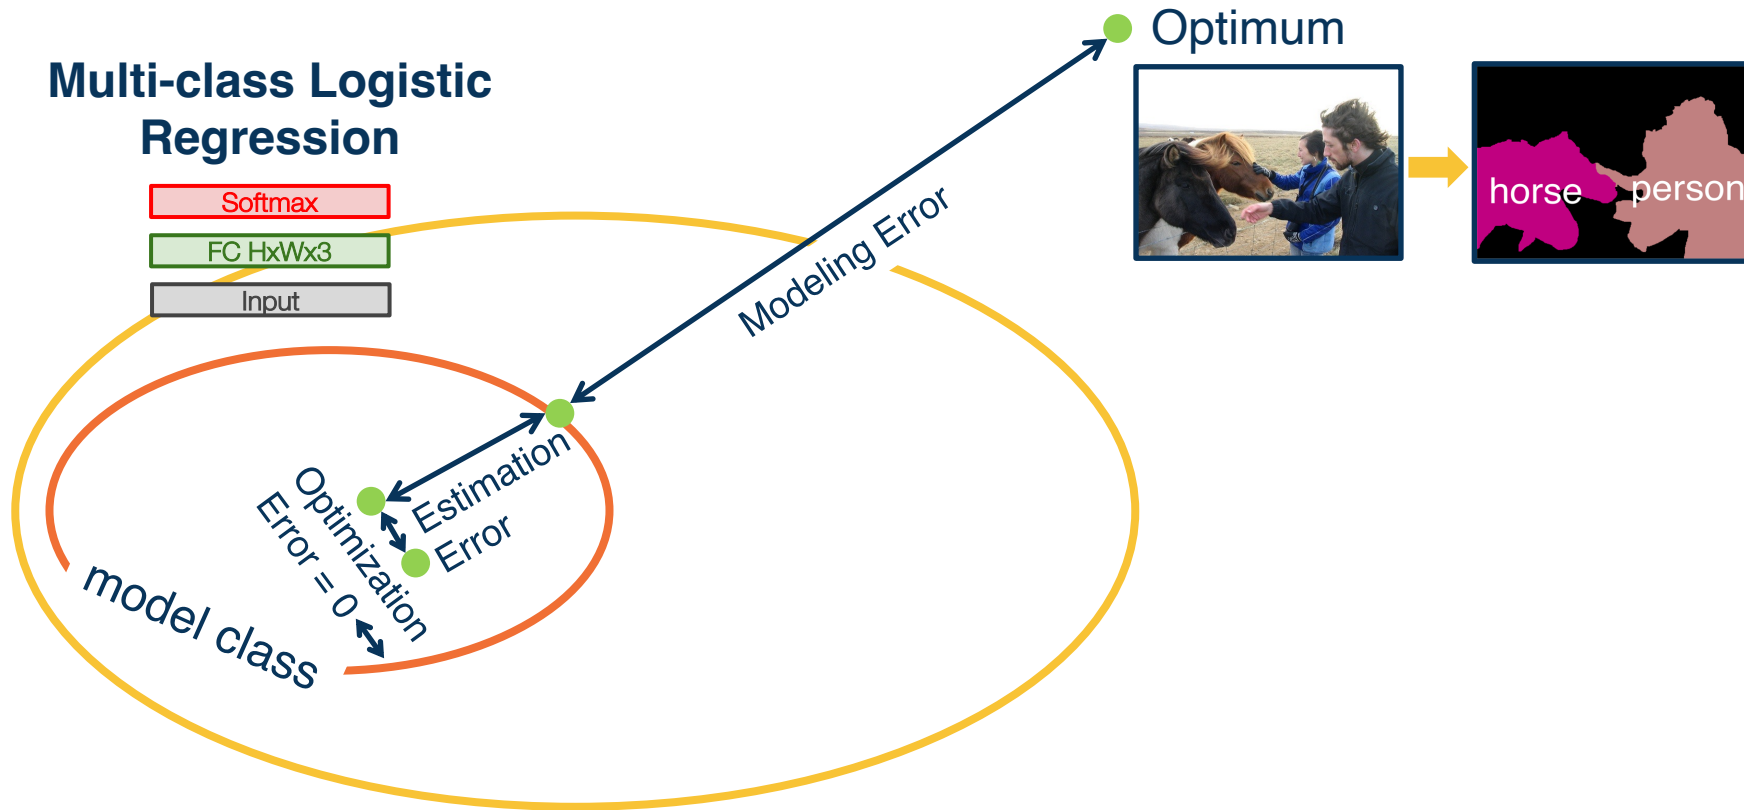 Multi-class Logistic
Regression
Softmax
FC HxWx3
Input
Optimum
horse
person
Modeling Error
Estimation
Error
Optimization
Error = 0
model class